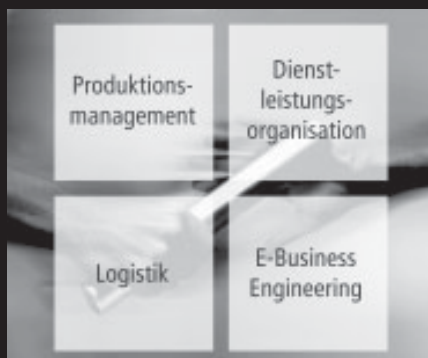 Produktions-
management
Dienst-
leistungs-
organisation
Logistik
E-Business
Engineering